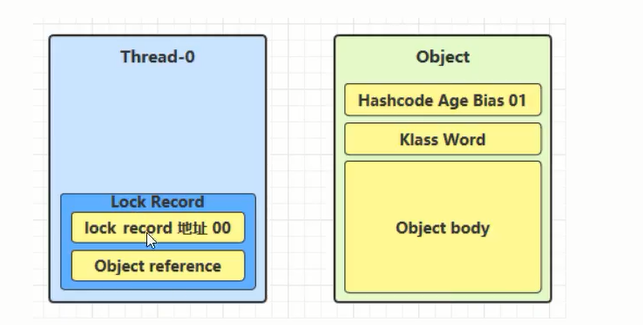 Thread-0
Lock Record
lock record 地址 00
Object reference
Object
Hashcode Age Bias 01
Klass Word
Object body